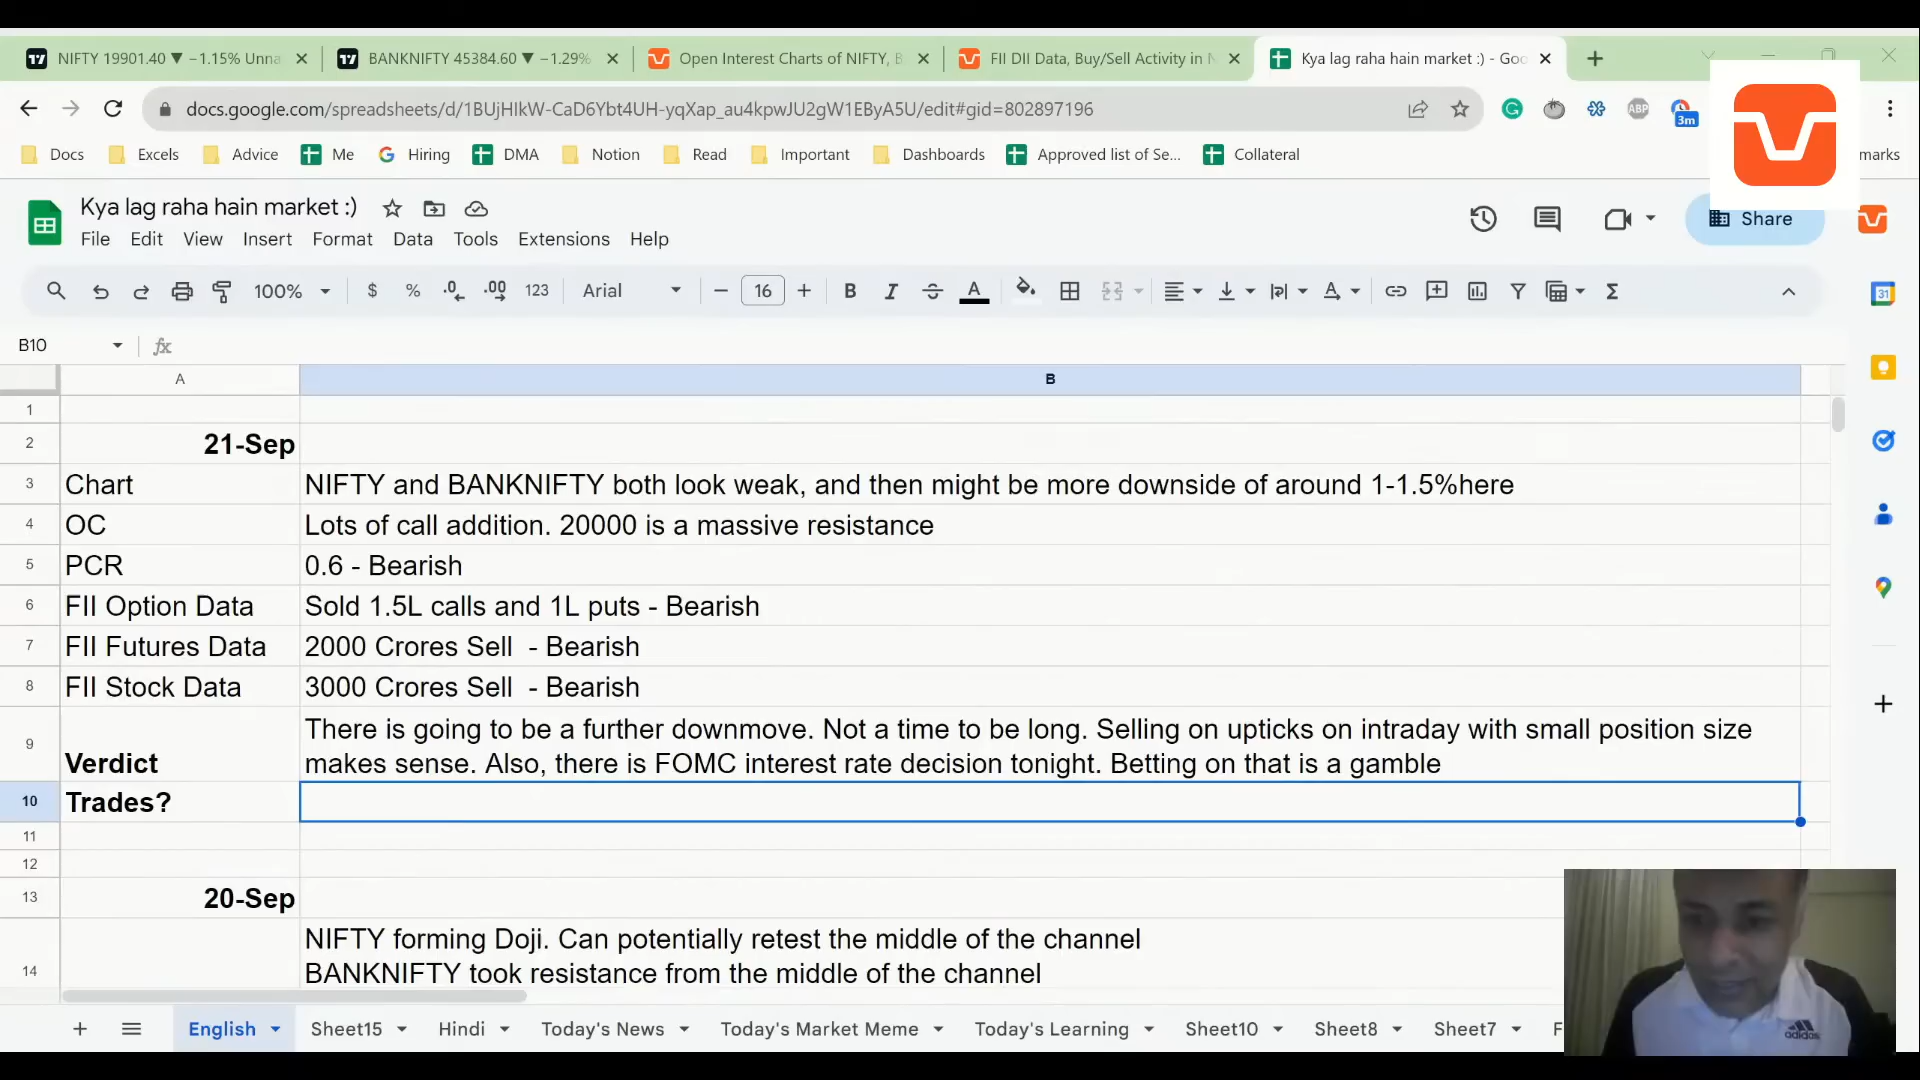 NIFTY 19901.40 ▼ −1.15% Unna
BANKNIFTY 45384.60 ▼ −1.29%
Open Interest Charts of NIFTY, B
FII DII Data, Buy/Sell Activity in N
Kya lag raha hain market :) - Goo
docs.google.com/spreadsheets/d/1BUjHlkW-CaD6Ybt4UH-yqXap_au4kpwJU2gW1EByA5U/edit#gid=802897196
ABP
3m
Docs
Excels
Advice
Me
Hiring
DMA
Notion
Read
Important
Dashboards
Approved list of Se...
Collateral
marks
Kya lag raha hain market :)
File Edit View Insert Format Data Tools Extensions Help
Share
31
100% $ % .0 .00 123 Arial 16 B I A
B10 fx
A B
1
2 21-Sep
3 Chart NIFTY and BANKNIFTY both look weak, and then might be more downside of around 1-1.5%here
4 OC Lots of call addition. 20000 is a massive resistance
5 PCR 0.6 - Bearish
6 FII Option Data Sold 1.5L calls and 1L puts - Bearish
7 FII Futures Data 2000 Crores Sell - Bearish
8 FII Stock Data 3000 Crores Sell - Bearish
There is going to be a further downmove. Not a time to be long. Selling on upticks on intraday with small position size
9 Verdict makes sense. Also, there is FOMC interest rate decision tonight. Betting on that is a gamble
10 Trades?
11
12
13 20-Sep
NIFTY forming Doji. Can potentially retest the middle of the channel
14 BANKNIFTY took resistance from the middle of the channel
English Sheet15 Hindi Today's News Today's Market Meme Today's Learning Sheet10 Sheet8 Sheet7 F
adidas